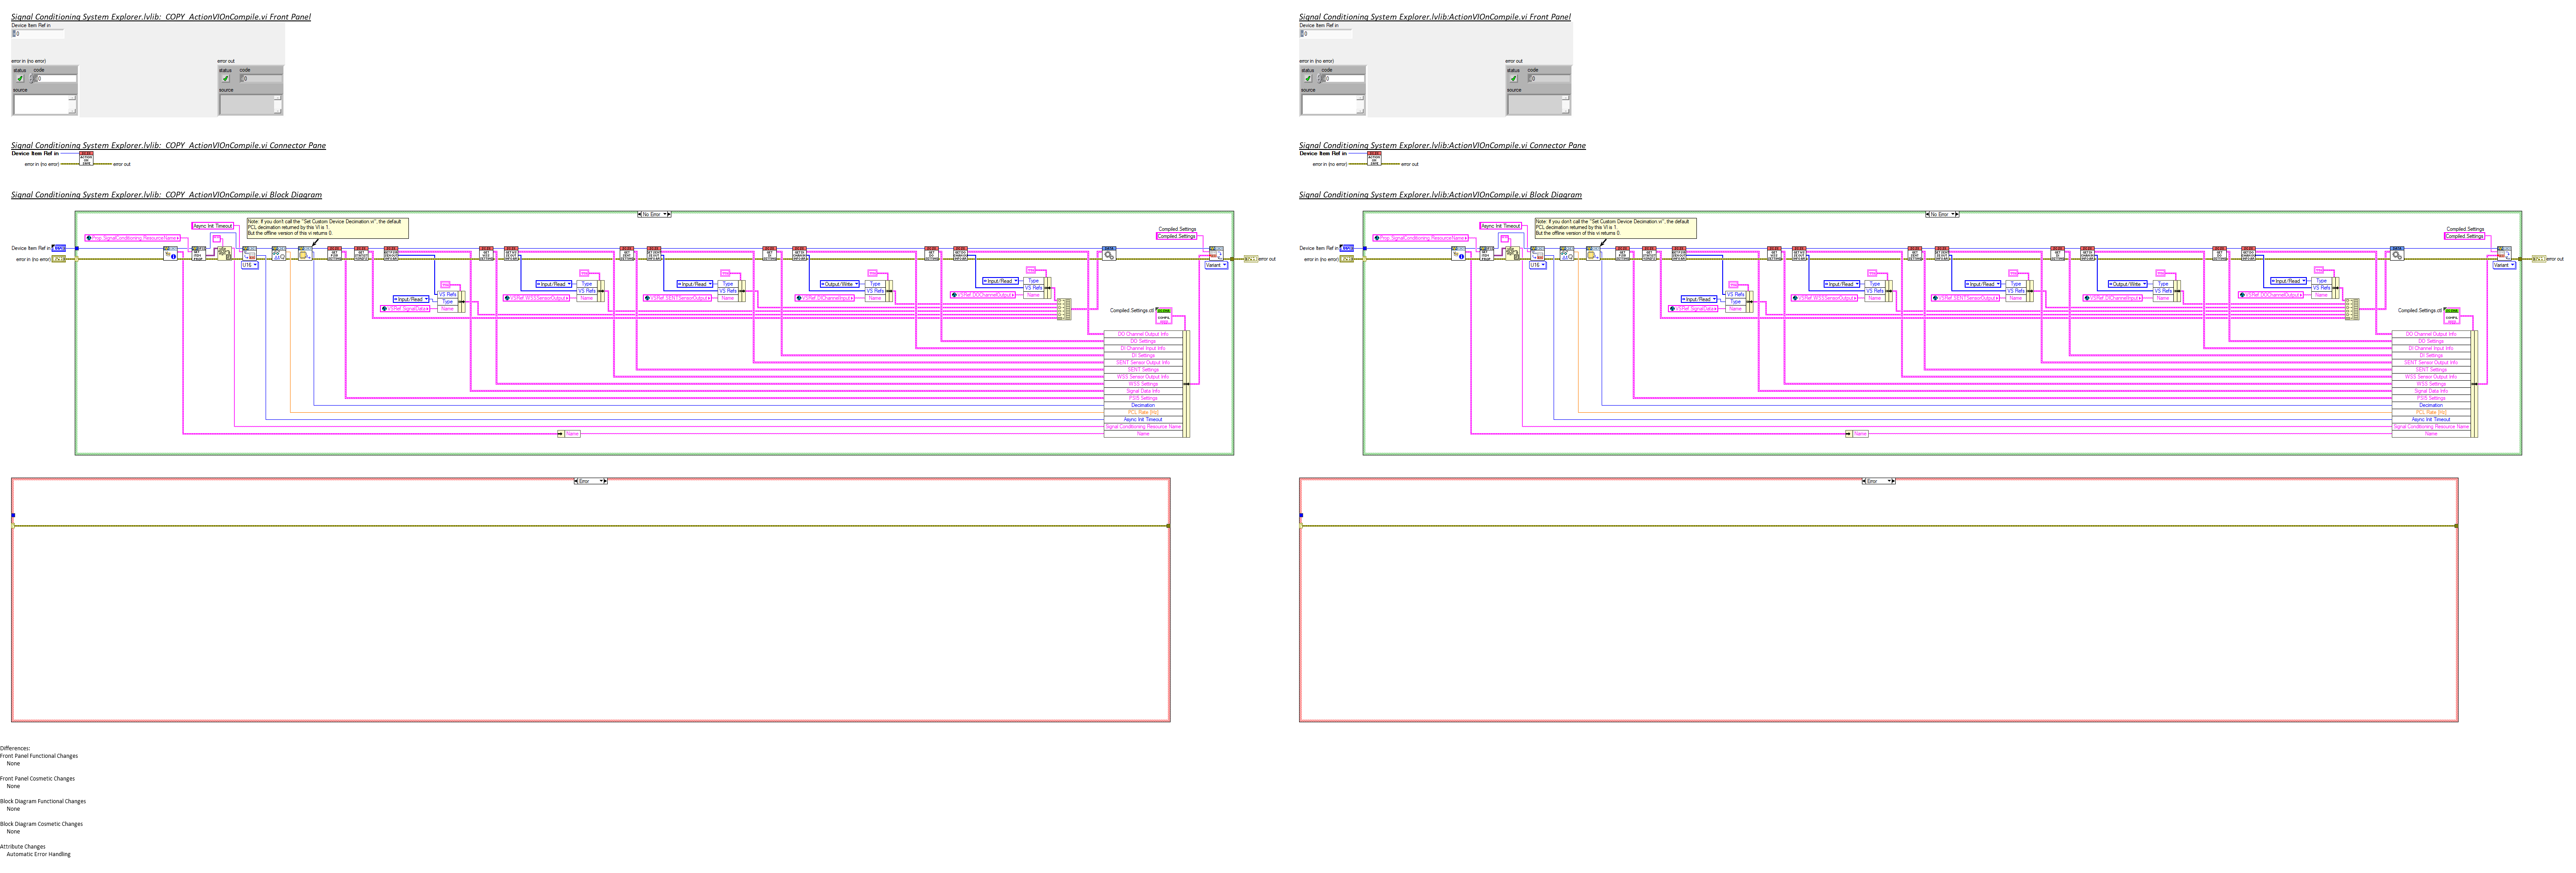 Signal Conditioning System Explorer.lvlib:_COPY_ActionVIOnCompile.vi Front Panel
Device Item Ref in
0
error in (no error)
error out
status code
0
source
status code
0
source
Signal Conditioning System Explorer.lvlib:_COPY_ActionVIOnCompile.vi Connector Pane
Device Item Ref in
error in (no error)
error out
Signal Conditioning System Explorer.lvlib:_COPY_ActionVIOnCompile.vi Block Diagram
No Error
Async Init Timeout
Note: If you don't call the "Set Custom Device Decimation vi", the default
PCL decimation returned by this VI is 1.
But the offline version of this vi returns 0.
Compiled Settings
Compiled Settings
Device Item Ref in
error in (no error)
error out
U16
Variant
Input/Read
VS Refs
Type
Name
VSRef.SignalData
Input/Read
Type
VS Refs
VSRef.WSSSensorOutput
Name
Input/Read
Type
VS Refs
VSRef.SENTSensorOutput
Name
Output/Write
Type
VS Refs
VSRef.DIChannelInput
Name
Input/Read
Type
VS Refs
VSRef.DOChannelOutput
Name
Compiled Settings.ctl
DO Channel Output Info
DO Settings
DI Channel Input Info
DI Settings
SENT Sensor Output Info
SENT Settings
WSS Sensor Output Info
WSS Settings
Signal Data Info
PSI5 Settings
Decimation
PCL Rate [Hz]
Async Init Timeout
Signal Conditioning Resource Name
Name
Name
Error
Differences:
Front Panel Functional Changes
None
Front Panel Cosmetic Changes
None
Block Diagram Functional Changes
None
Block Diagram Cosmetic Changes
None
Attribute Changes
Automatic Error Handling
Signal Conditioning System Explorer.lvlib:ActionVIOnCompile.vi Front Panel
Device Item Ref in
0
error in (no error)
error out
status code
0
source
status code
0
source
Signal Conditioning System Explorer.lvlib:ActionVIOnCompile.vi Connector Pane
Device Item Ref in
error in (no error)
error out
Signal Conditioning System Explorer.lvlib:ActionVIOnCompile.vi Block Diagram
No Error
Async Init Timeout
Note: If you don't call the "Set Custom Device Decimation vi", the default
PCL decimation returned by this VI is 1.
But the offline version of this vi returns 0.
Compiled Settings
Compiled Settings
Device Item Ref in
error in (no error)
error out
U16
Variant
Input/Read
VS Refs
Type
Name
VSRef.SignalData
Input/Read
Type
VS Refs
VSRef.WSSSensorOutput
Name
Input/Read
Type
VS Refs
VSRef.SENTSensorOutput
Name
Output/Write
Type
VS Refs
VSRef.DIChannelInput
Name
Input/Read
Type
VS Refs
VSRef.DOChannelOutput
Name
Compiled Settings.ctl
DO Channel Output Info
DO Settings
DI Channel Input Info
DI Settings
SENT Sensor Output Info
SENT Settings
WSS Sensor Output Info
WSS Settings
Signal Data Info
PSI5 Settings
Decimation
PCL Rate [Hz]
Async Init Timeout
Signal Conditioning Resource Name
Name
Name
Error